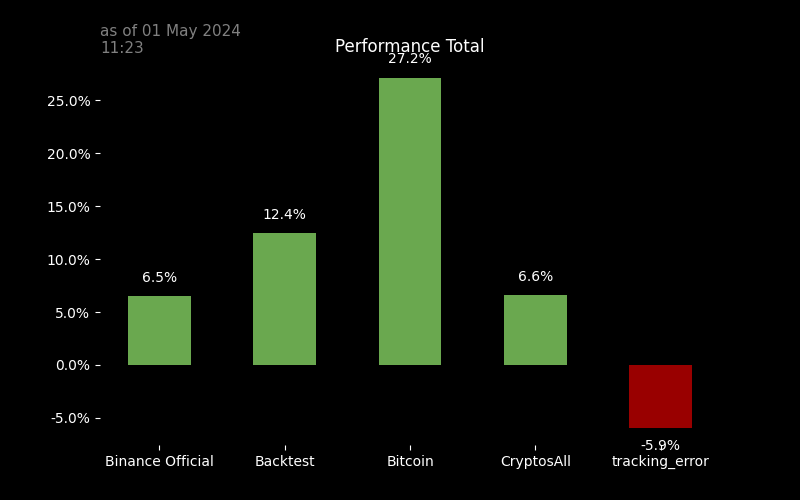 as of 01 May 2024
11:23
Performance Total
27.2%
25.0%
20.0%
15.0%
12.4%
10.0%
6.5%
6.6%
5.0%
0.0%
-5.0%
-5.9%
Binance Official
Backtest
Bitcoin
CryptosAll
tracking_error